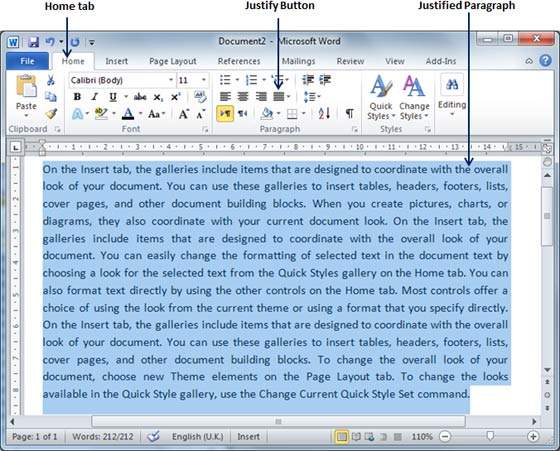 Home tab Justify Button Justified Paragraph
Document2 - Microsoft Word
File Home Insert Page Layout References Mailings Review View Add-Ins
Calibri (Body) 11
Paste Quick Styles Change Styles Editing
Clipboard Font Paragraph Styles
On the Insert tab, the galleries include items that are designed to coordinate with the overall
look of your document. You can use these galleries to insert tables, headers, footers, lists,
cover pages, and other document building blocks. When you create pictures, charts, or
diagrams, they also coordinate with your current document look. On the Insert tab, the
galleries include items that are designed to coordinate with the overall look of your
document. You can easily change the formatting of selected text in the document text by
choosing a look for the selected text from the Quick Styles gallery on the Home tab. You can
also format text directly by using the other controls on the Home tab. Most controls offer a
choice of using the look from the current theme or using a format that you specify directly.
On the Insert tab, the galleries include items that are designed to coordinate with the overall
look of your document. You can use these galleries to insert tables, headers, footers, lists,
cover pages, and other document building blocks. To change the overall look of your
document, choose new Theme elements on the Page Layout tab. To change the looks
available in the Quick Style gallery, use the Change Current Quick Style Set command.
Page: 1 of 1 Words: 212/212 English (U.K.) Insert 110%